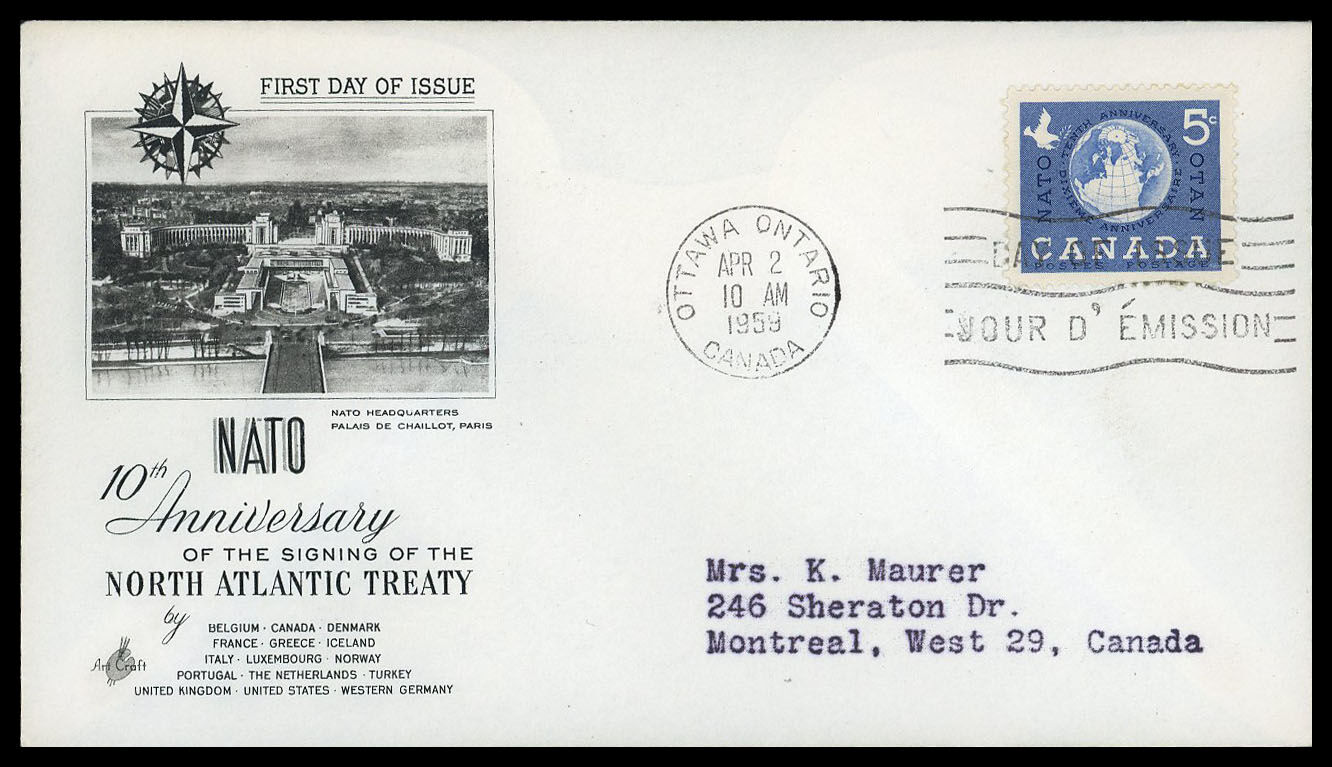 FIRST DAY OF ISSUE
NATO HEADQUARTERS
PALAIS DE CHAILLOT, PARIS
NATO
10th
Anniversary
OF THE SIGNING OF THE
NORTH ATLANTIC TREATY
by
BELGIUM · CANADA · DENMARK
FRANCE · GREECE · ICELAND
ITALY · LUXEMBOURG · NORWAY
PORTUGAL · THE NETHERLANDS · TURKEY
UNITED KINGDOM · UNITED STATES · WESTERN GERMANY
Art Craft
OTTAWA ONTARIO
APR 2
10 AM
1959
CANADA
5c
TENTH ANNIVERSARY
DIXIÈME ANNIVERSAIRE
NATO
OTAN
CANADA
POSTES POSTAGE
DAY OF ISSUE
JOUR D' ÉMISSION
Mrs. K. Maurer
246 Sheraton Dr.
Montreal, West 29, Canada